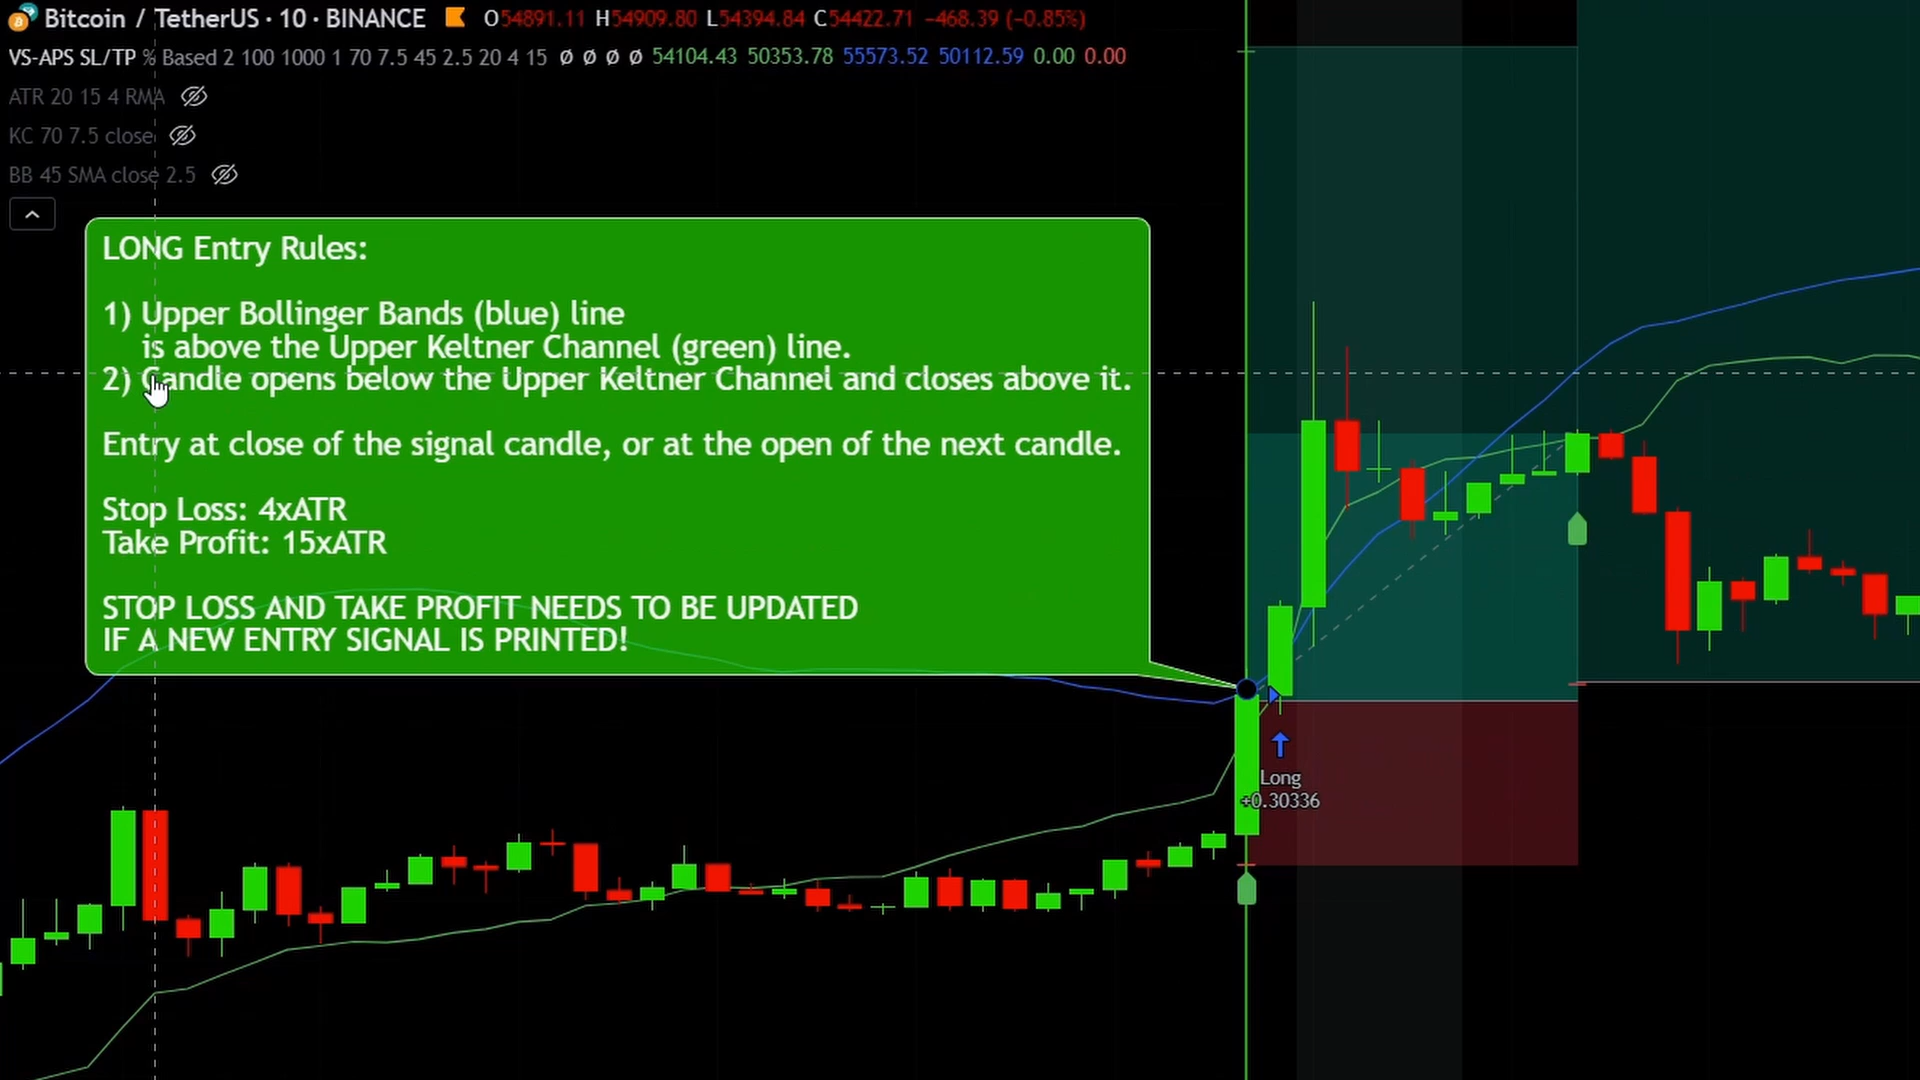 Bitcoin / TetherUS · 10 · BINANCE O54891.11 H54909.80 L54394.84 C54422.71 −468.39 (−0.85%)
VS-APS SL/TP % Based 2 100 1000 1 70 7.5 45 2.5 20 4 15 ø ø ø ø 54104.43 50353.78 55573.52 50112.59 0.00 0.00
ATR 20 15 4 RMA
KC 70 7.5 close
BB 45 SMA close 2.5
LONG Entry Rules:
1) Upper Bollinger Bands (blue) line
is above the Upper Keltner Channel (green) line.
2) Candle opens below the Upper Keltner Channel and closes above it.
Entry at close of the signal candle, or at the open of the next candle.
Stop Loss: 4xATR
Take Profit: 15xATR
STOP LOSS AND TAKE PROFIT NEEDS TO BE UPDATED
IF A NEW ENTRY SIGNAL IS PRINTED!
Long
+0.30336